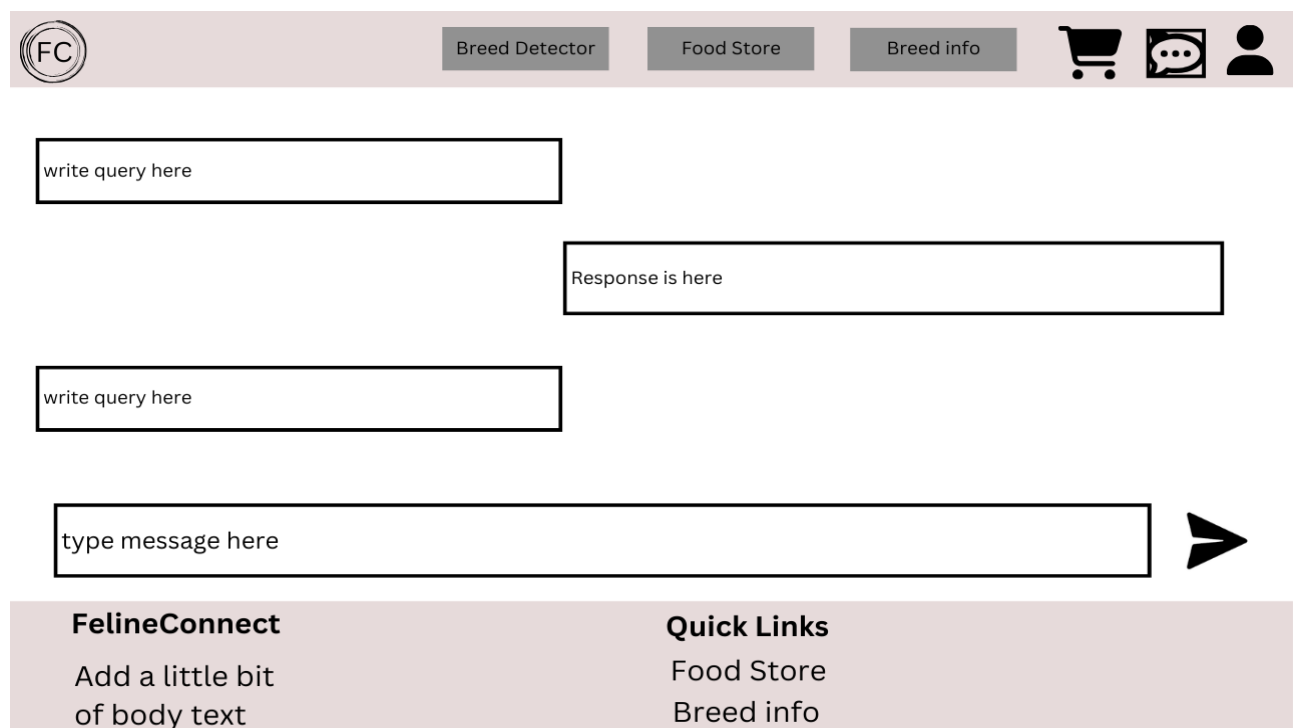 FC
Breed Detector
Food Store
Breed info
write query here
Response is here
write query here
type message here
FelineConnect
Add a little bit
of body text
Quick Links
Food Store
Breed info